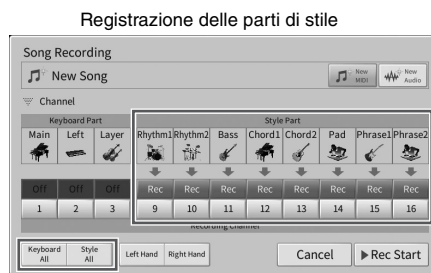 Registrazione delle parti di stile
Song Recording
New Song
New MIDI
New Audio
Channel
Keyboard Part
Style Part
Main Left Layer Rhythm1 Rhythm2 Bass Chord1 Chord2 Pad Phrase1 Phrase2
Off Off Off Rec Rec Rec Rec Rec Rec Rec Rec
1 2 3 9 10 11 12 13 14 15 16
Recording Channel
Keyboard All
Style All
Left Hand
Right Hand
Cancel
Rec Start